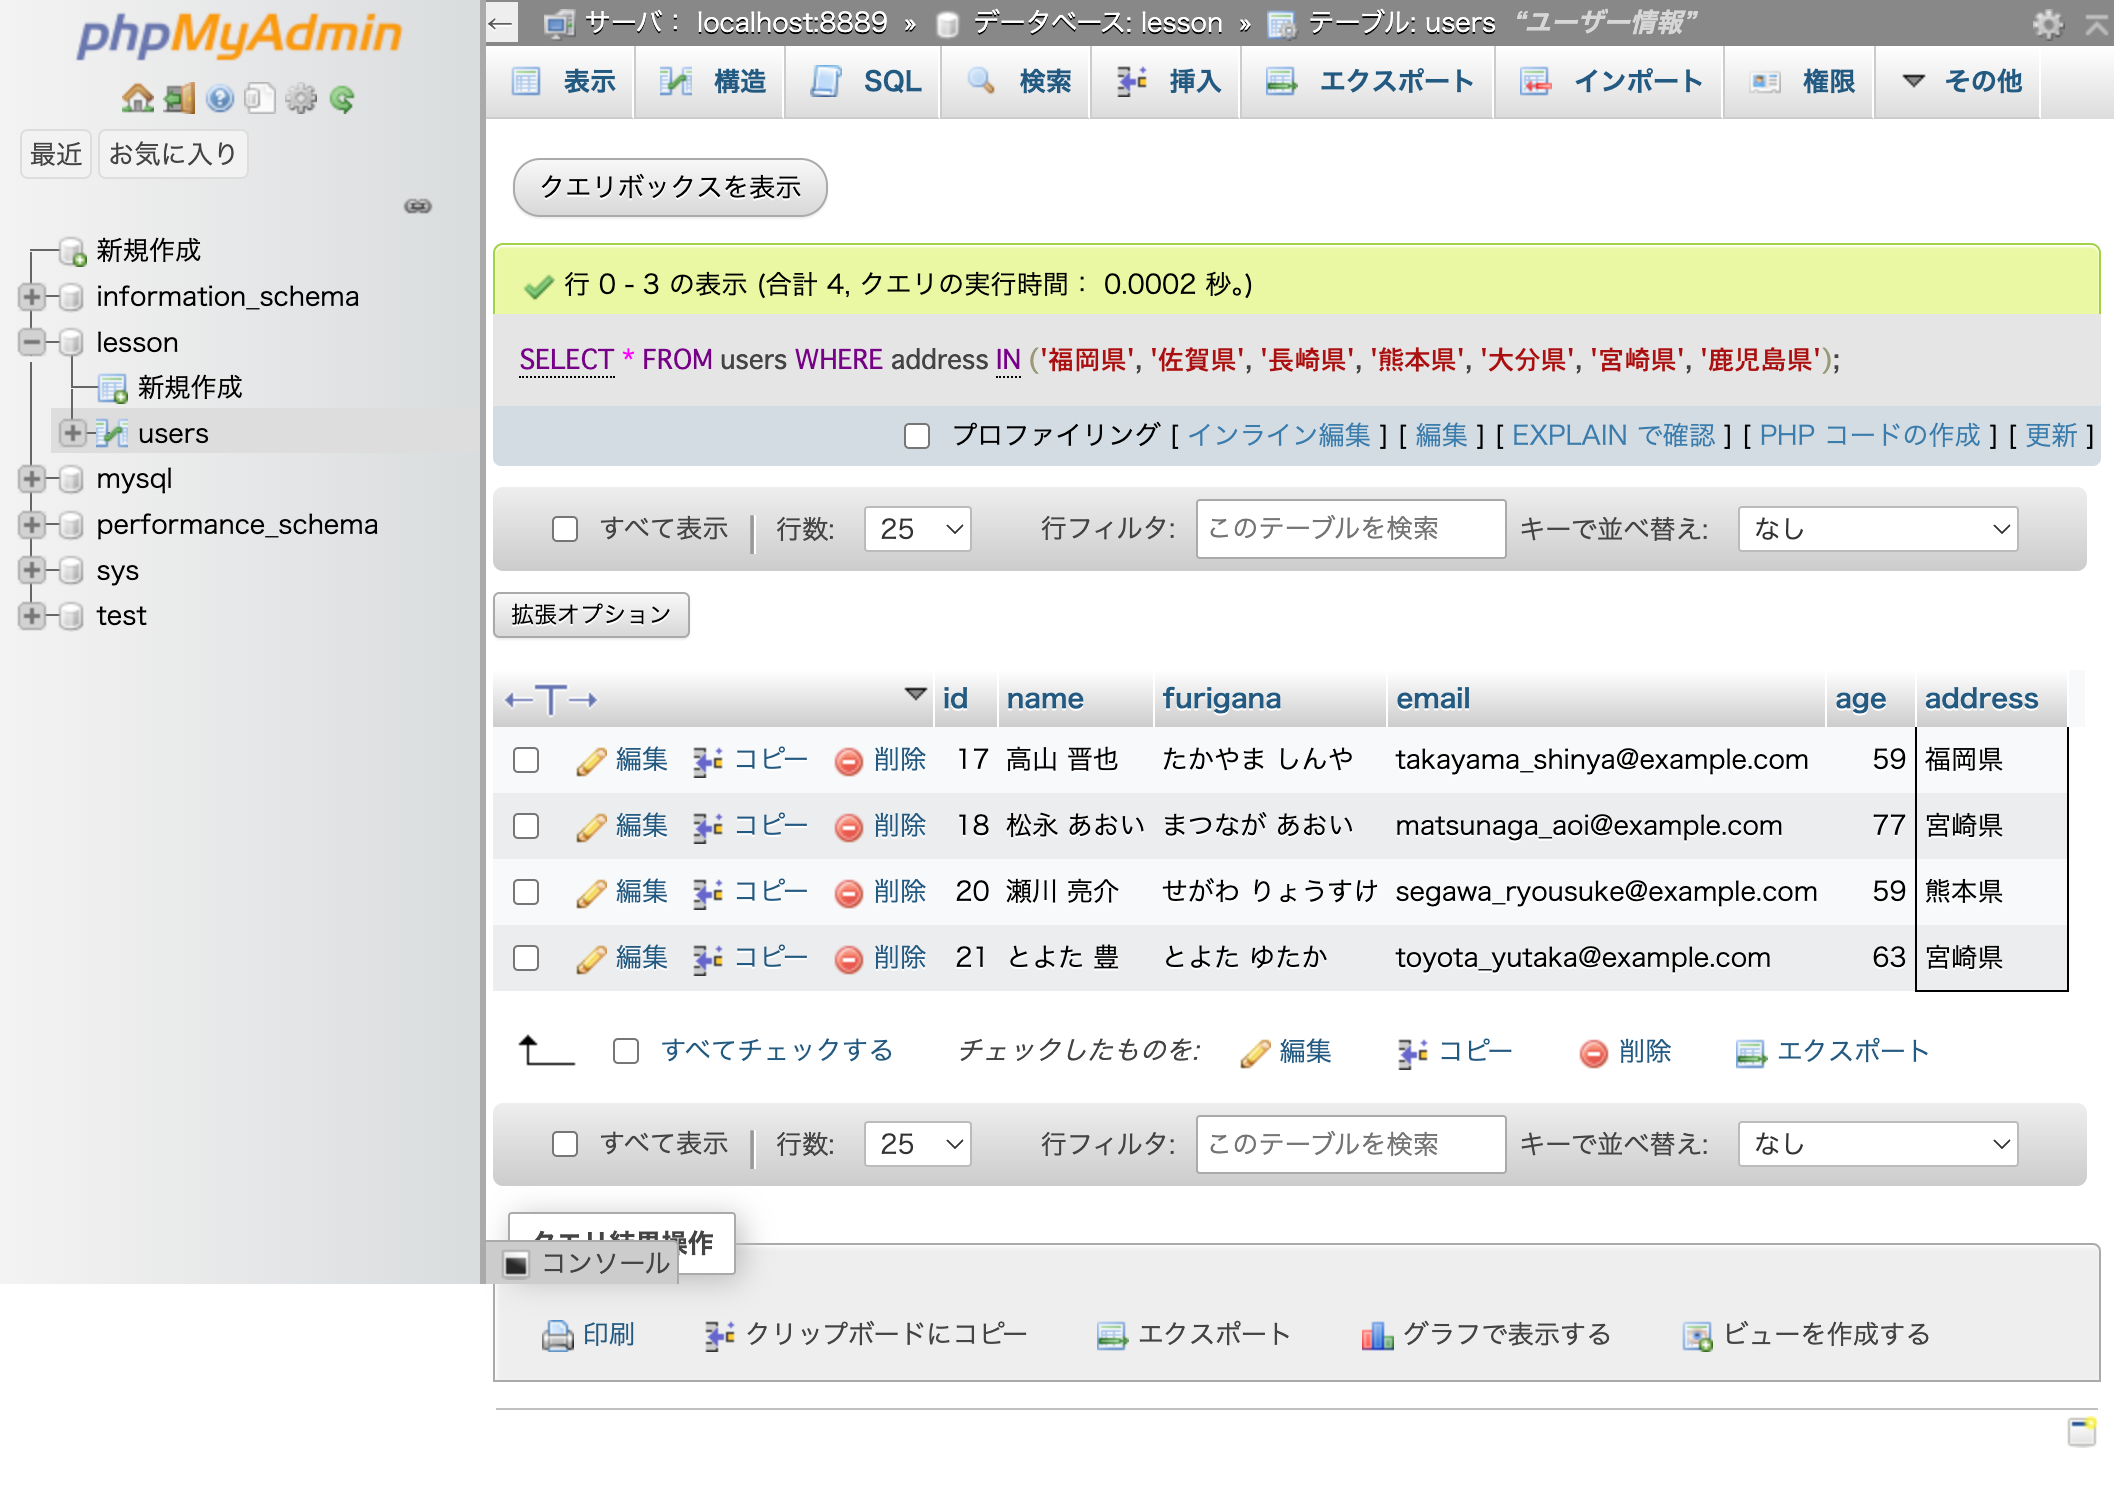 phpMyAdmin
最近 お気に入り
新規作成
information_schema
lesson
新規作成
users
mysql
performance_schema
sys
test
← サーバ： localhost:8889 » データベース: lesson » テーブル: users “ユーザー情報”
表示 構造 SQL 検索 挿入 エクスポート インポート 権限 その他
クエリボックスを表示
行 0 - 3 の表示 (合計 4, クエリの実行時間： 0.0002 秒。)
SELECT * FROM users WHERE address IN ('福岡県', '佐賀県', '長崎県', '熊本県', '大分県', '宮崎県', '鹿児島県');
プロファイリング [ インライン編集 ] [ 編集 ] [ EXPLAIN で確認 ] [ PHP コードの作成 ] [ 更新 ]
すべて表示 行数: 25 行フィルタ: このテーブルを検索 キーで並べ替え: なし
拡張オプション
←T→ id name furigana email age address
編集 コピー 削除 17 高山 晋也 たかやま しんや takayama_shinya@example.com 59 福岡県
編集 コピー 削除 18 松永 あおい まつなが あおい matsunaga_aoi@example.com 77 宮崎県
編集 コピー 削除 20 瀬川 亮介 せがわ りょうすけ segawa_ryousuke@example.com 59 熊本県
編集 コピー 削除 21 とよた 豊 とよた ゆたか toyota_yutaka@example.com 63 宮崎県
すべてチェックする チェックしたものを: 編集 コピー 削除 エクスポート
すべて表示 行数: 25 行フィルタ: このテーブルを検索 キーで並べ替え: なし
クエリ結果操作
コンソール
印刷 クリップボードにコピー エクスポート グラフで表示する ビューを作成する